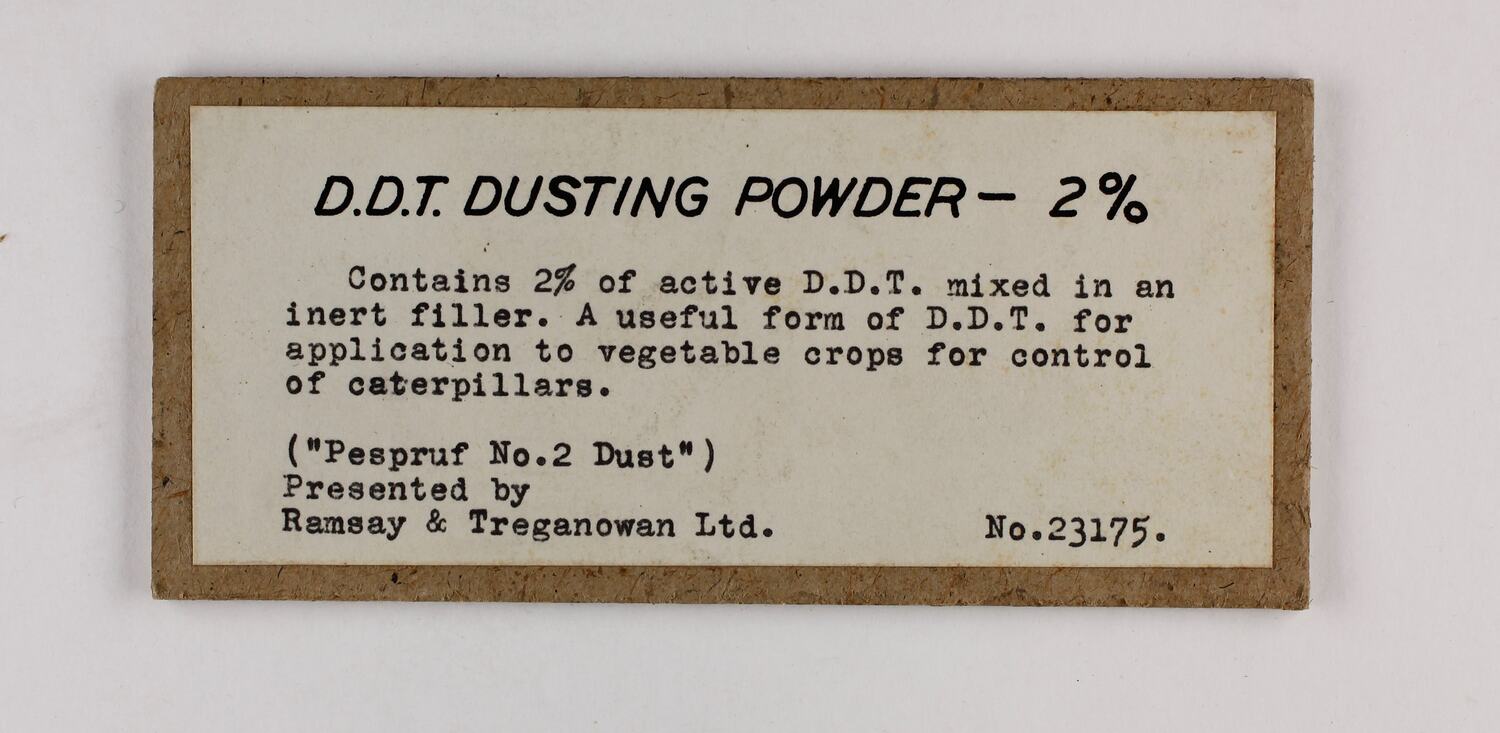 D.D.T. DUSTING POWDER - 2%
Contains 2% of active D.D.T. mixed in an
inert filler. A useful form of D.D.T. for
application to vegetable crops for control
of caterpillars.
("Pespruf No.2 Dust")
Presented by
Ramsay & Treganowan Ltd. No.23175.